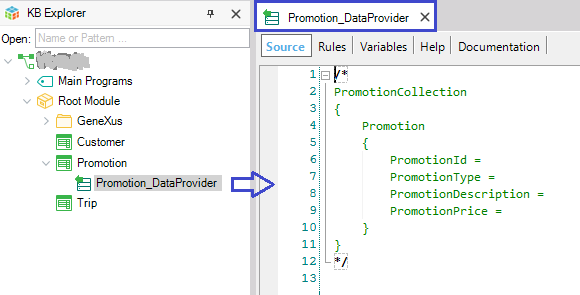 KB Explorer
Open: Name or Pattern ...
Main Programs
Root Module
GeneXus
Customer
Promotion
Promotion_DataProvider
Trip
Promotion_DataProvider
Source Rules Variables Help Documentation
1 /*
2 PromotionCollection
3 {
4 Promotion
5 {
6 PromotionId =
7 PromotionType =
8 PromotionDescription =
9 PromotionPrice =
10 }
11 }
12 */
13